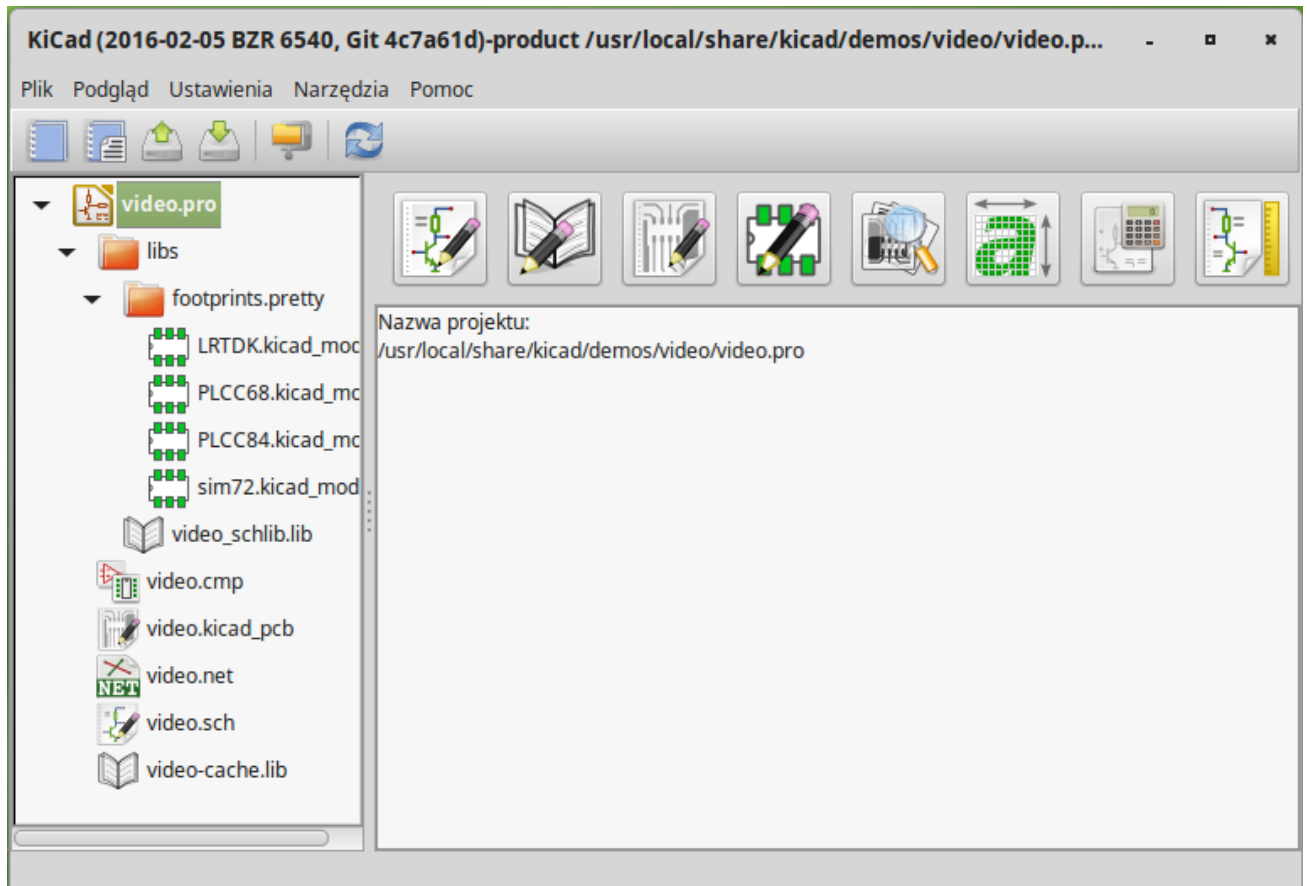 KiCad (2016-02-05 BZR 6540, Git 4c7a61d)-product /usr/local/share/kicad/demos/video/video.p...
Plik Podgląd Ustawienia Narzędzia Pomoc
video.pro
libs
footprints.pretty
LRTDK.kicad_moc
PLCC68.kicad_mc
PLCC84.kicad_mc
sim72.kicad_mod
video_schlib.lib
video.cmp
video.kicad_pcb
NET video.net
video.sch
video-cache.lib
a
Nazwa projektu:
/usr/local/share/kicad/demos/video/video.pro